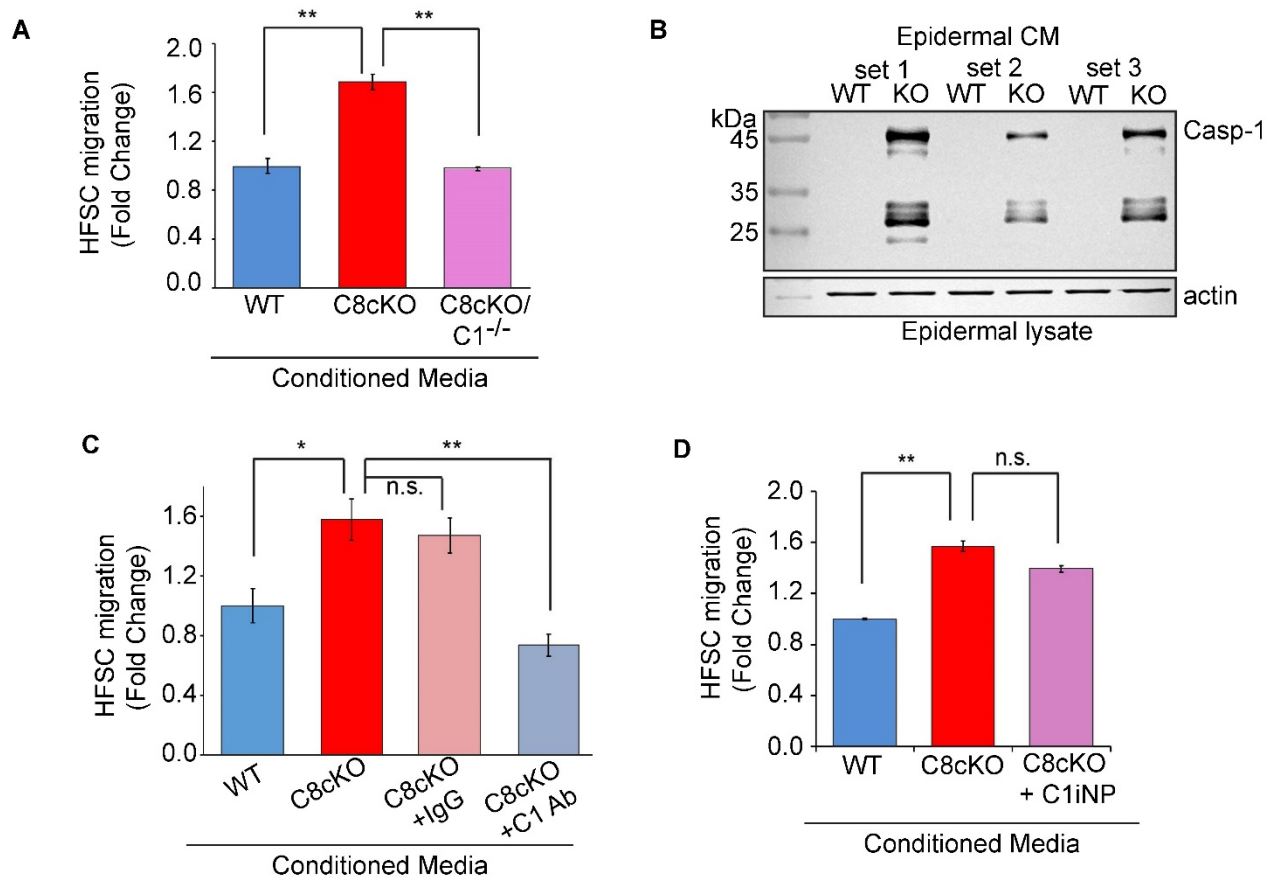 A
HFSC migration
(Fold Change)
2.0
1.6
1.2
0.8
0.4
0.0
**
**
WT
C8cKO
C8cKO/
C1-/-
Conditioned Media
B
Epidermal CM
set 1 set 2 set 3
WT KO WT KO WT KO
kDa
45
35
25
Casp-1
actin
Epidermal lysate
C
HFSC migration
(Fold Change)
1.6
1.2
0.8
0.4
0.0
*
**
n.s.
WT
C8cKO
C8cKO
+IgG
C8cKO
+C1 Ab
Conditioned Media
D
HFSC migration
(Fold Change)
2.0
1.6
1.2
0.8
0.4
0.0
**
n.s.
WT
C8cKO
C8cKO
+ C1iNP
Conditioned Media